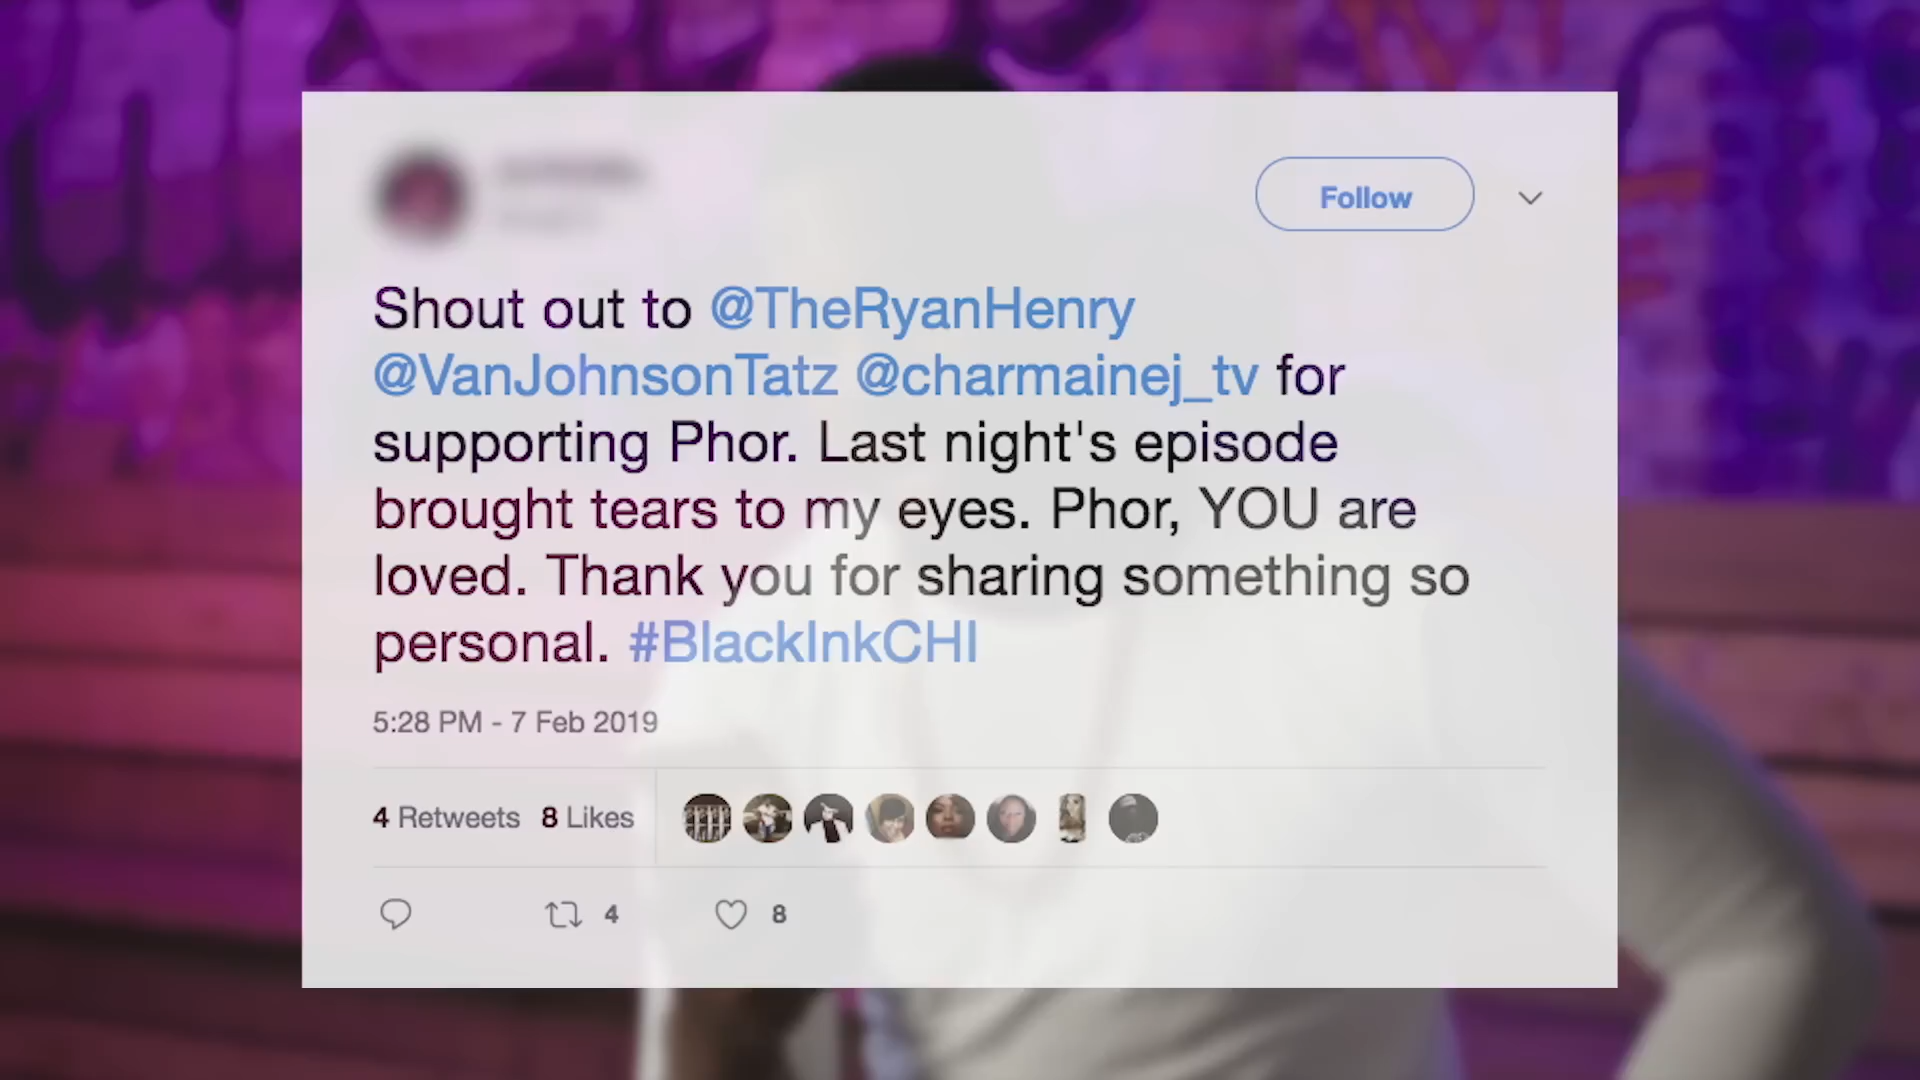 Follow
Shout out to @TheRyanHenry
@VanJohnsonTatz @charmainej_tv for
supporting Phor. Last night's episode
brought tears to my eyes. Phor, YOU are
loved. Thank you for sharing something so
personal. #BlackInkCHI
5:28 PM - 7 Feb 2019
4 Retweets 8 Likes
4 8